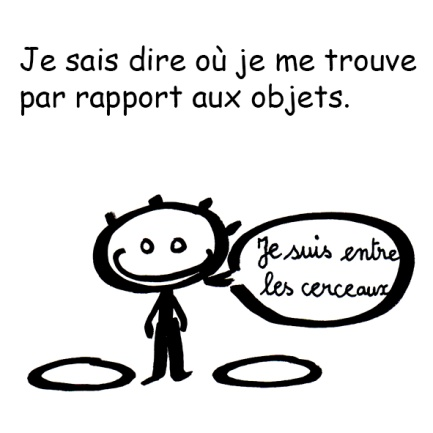 Je sais dire où je me trouve
par rapport aux objets.
Je suis entre
les cerceaux